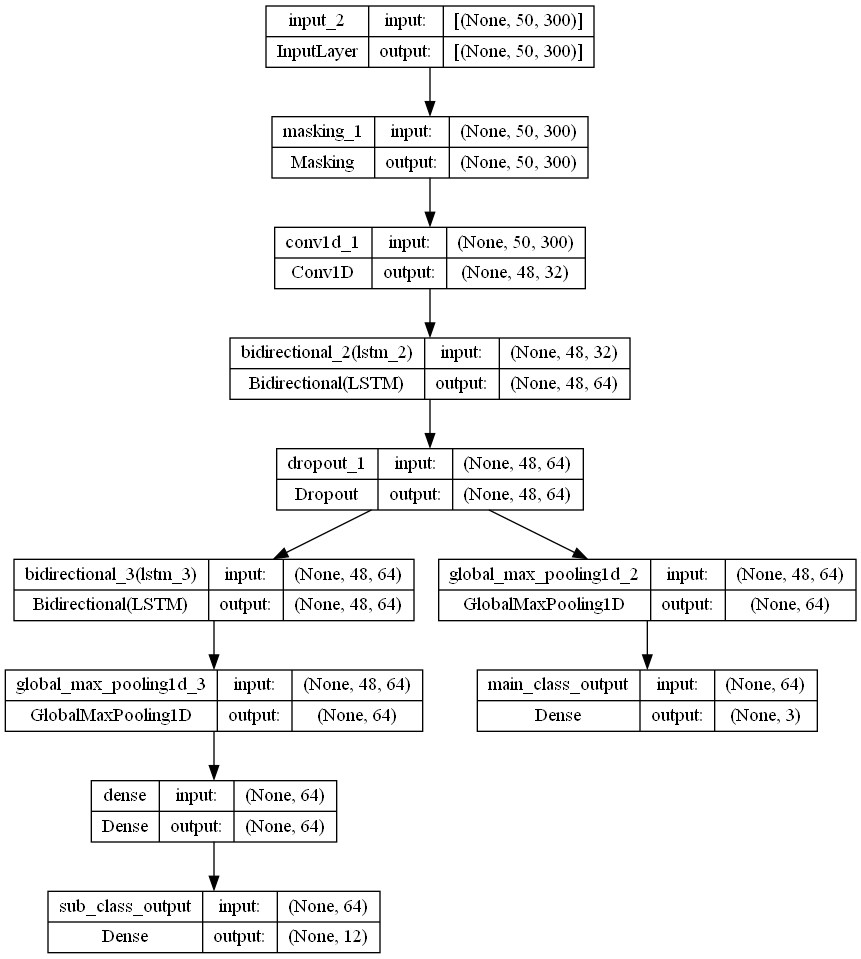 input_2 input: [(None, 50, 300)]
InputLayer output: [(None, 50, 300)]
masking_1 input: (None, 50, 300)
Masking output: (None, 50, 300)
conv1d_1 input: (None, 50, 300)
Conv1D output: (None, 48, 32)
bidirectional_2(lstm_2) input: (None, 48, 32)
Bidirectional(LSTM) output: (None, 48, 64)
dropout_1 input: (None, 48, 64)
Dropout output: (None, 48, 64)
bidirectional_3(lstm_3) input: (None, 48, 64)
Bidirectional(LSTM) output: (None, 48, 64)
global_max_pooling1d_2 input: (None, 48, 64)
GlobalMaxPooling1D output: (None, 64)
global_max_pooling1d_3 input: (None, 48, 64)
GlobalMaxPooling1D output: (None, 64)
main_class_output input: (None, 64)
Dense output: (None, 3)
dense input: (None, 64)
Dense output: (None, 64)
sub_class_output input: (None, 64)
Dense output: (None, 12)